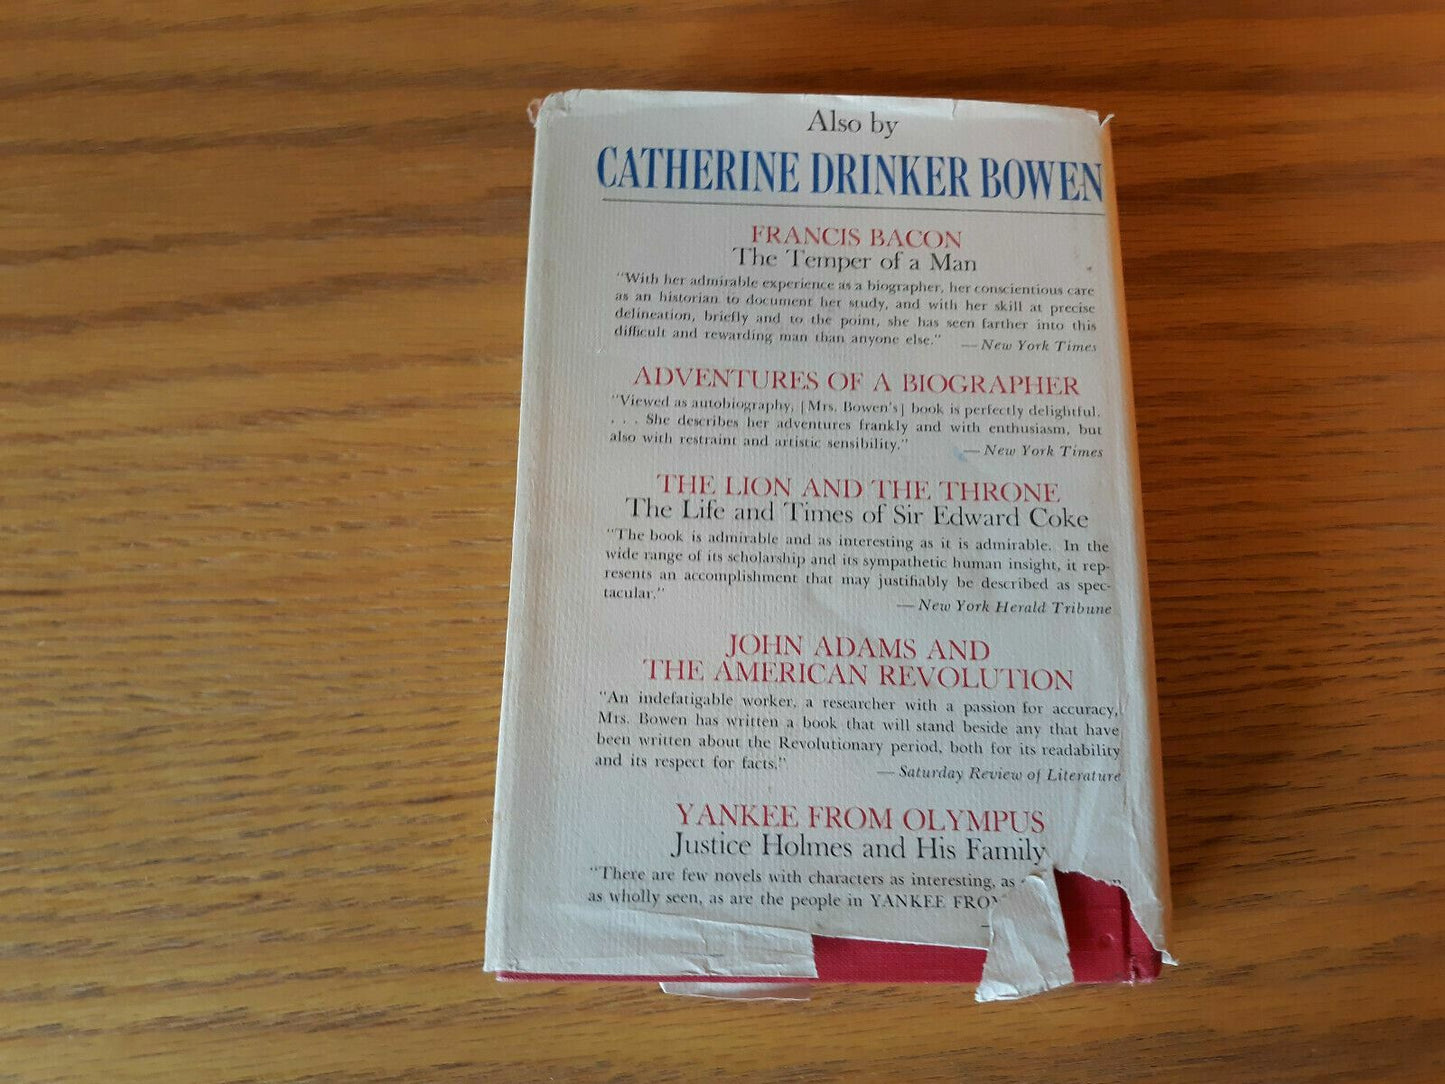 Also by
CATHERINE DRINKER BOWEN
FRANCIS BACON
The Temper of a Man
"With her admirable experience as a biographer, her conscientious care
as an historian to document her study, and with her skill at precise
delineation, briefly and to the point, she has seen farther into this
difficult and rewarding man than anyone else."
— New York Times
ADVENTURES OF A BIOGRAPHER
"Viewed as autobiography, [Mrs. Bowen's] book is perfectly delightful.
. . . She describes her adventures frankly and with enthusiasm, but
also with restraint and artistic sensibility."
— New York Times
THE LION AND THE THRONE
The Life and Times of Sir Edward Coke
"The book is admirable and as interesting as it is admirable. In the
wide range of its scholarship and its sympathetic human insight, it rep-
resents an accomplishment that may justifiably be described as spec-
tacular."
— New York Herald Tribune
JOHN ADAMS AND
THE AMERICAN REVOLUTION
"An indefatigable worker, a researcher with a passion for accuracy,
Mrs. Bowen has written a book that will stand beside any that have
been written about the Revolutionary period, both for its readability
and its respect for facts."
— Saturday Review of Literature
YANKEE FROM OLYMPUS
Justice Holmes and His Family
"There are few novels with characters as interesting, as
as wholly seen, as are the people in YANKEE FROM